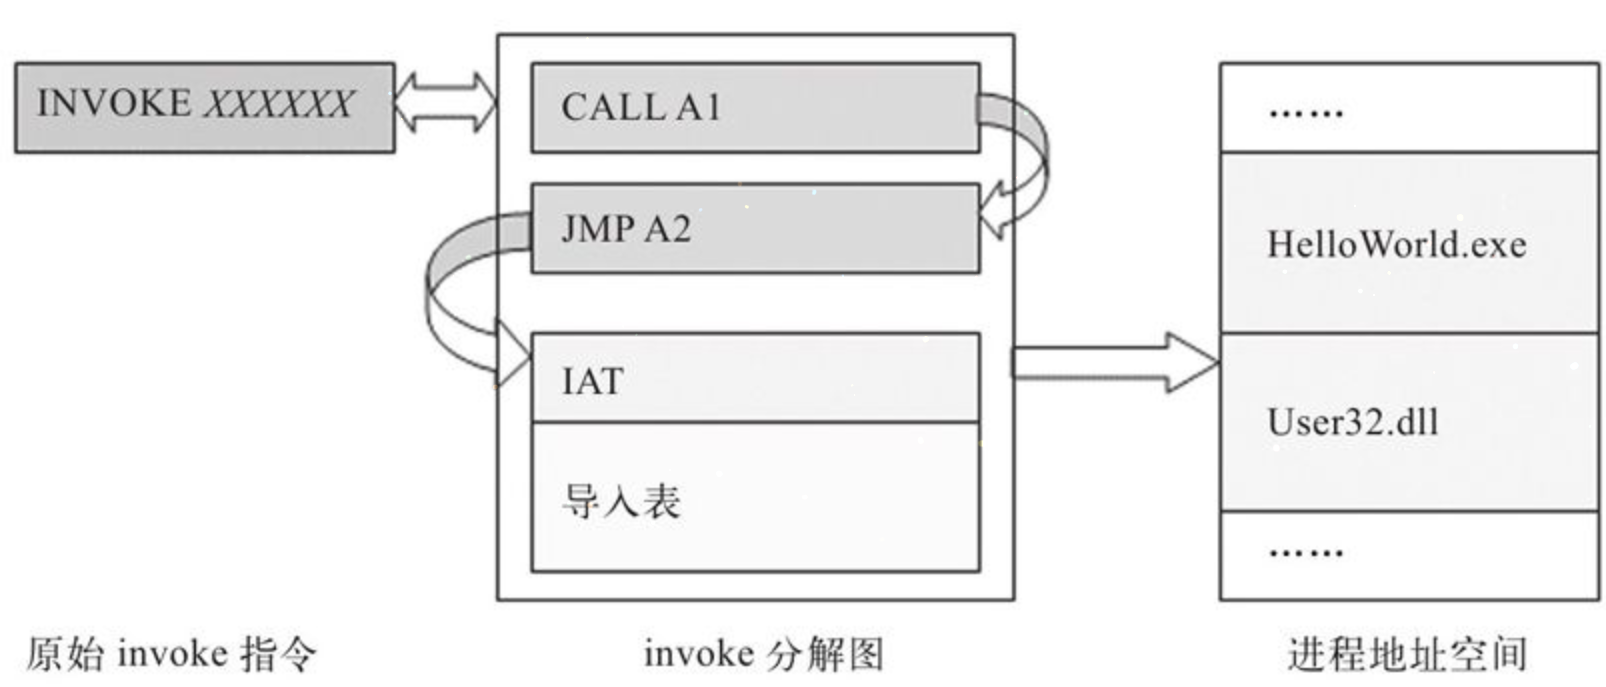 INVOKE XXXXXX
CALL A1
JMP A2
IAT
导入表
……
HelloWorld.exe
User32.dll
……
原始 invoke 指令
invoke 分解图
进程地址空间